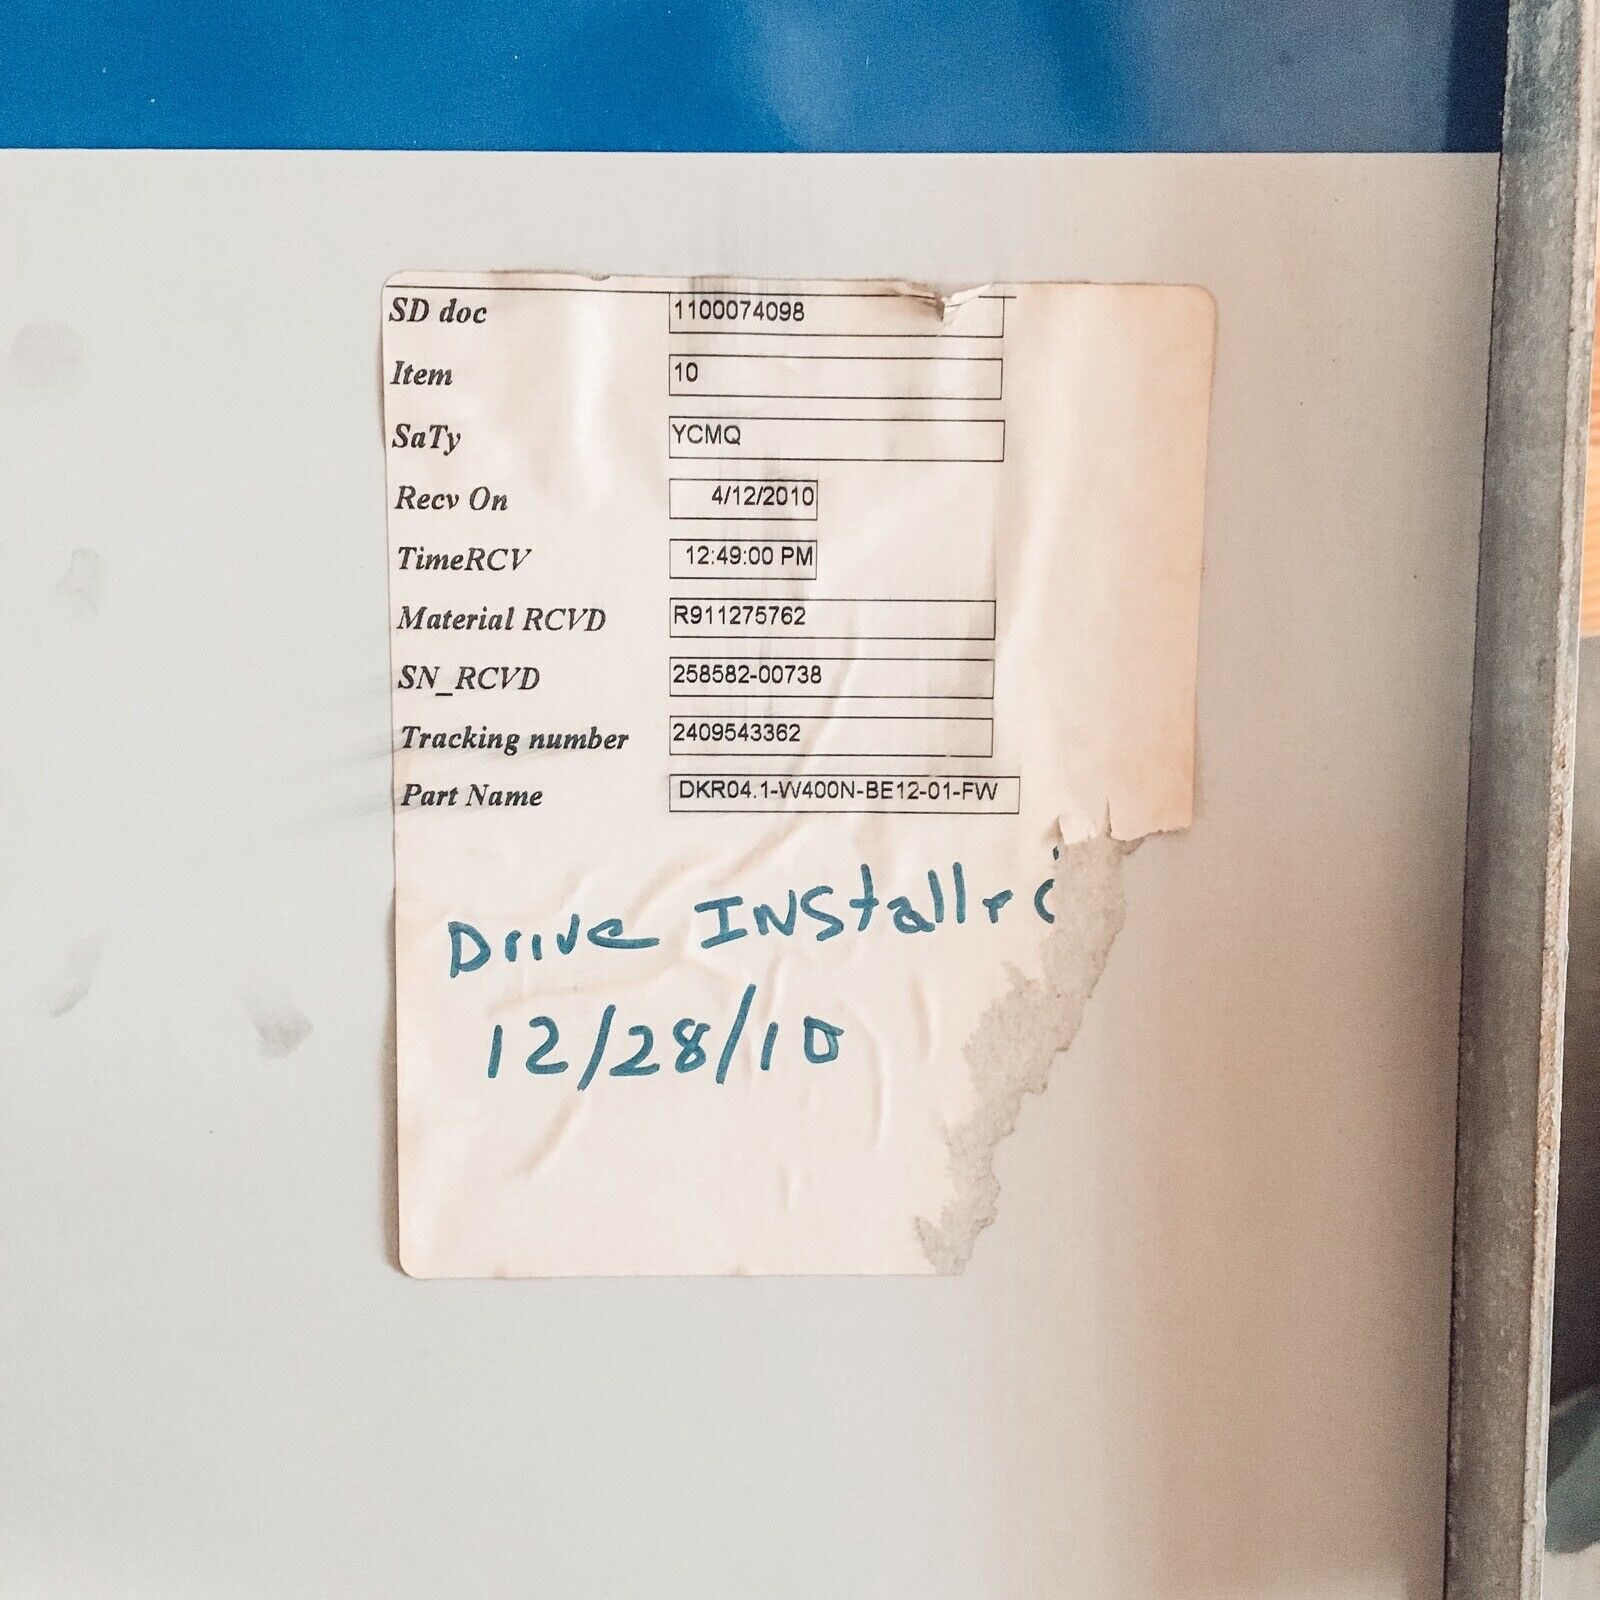 SD doc 1100074098
Item 10
SaTy YCMQ
Recv On 4/12/2010
TimeRCV 12:49:00 PM
Material RCVD R911275762
SN_RCVD 258582-00738
Tracking number 2409543362
Part Name DKR04.1-W400N-BE12-01-FW
Drive INStalled
12/28/10